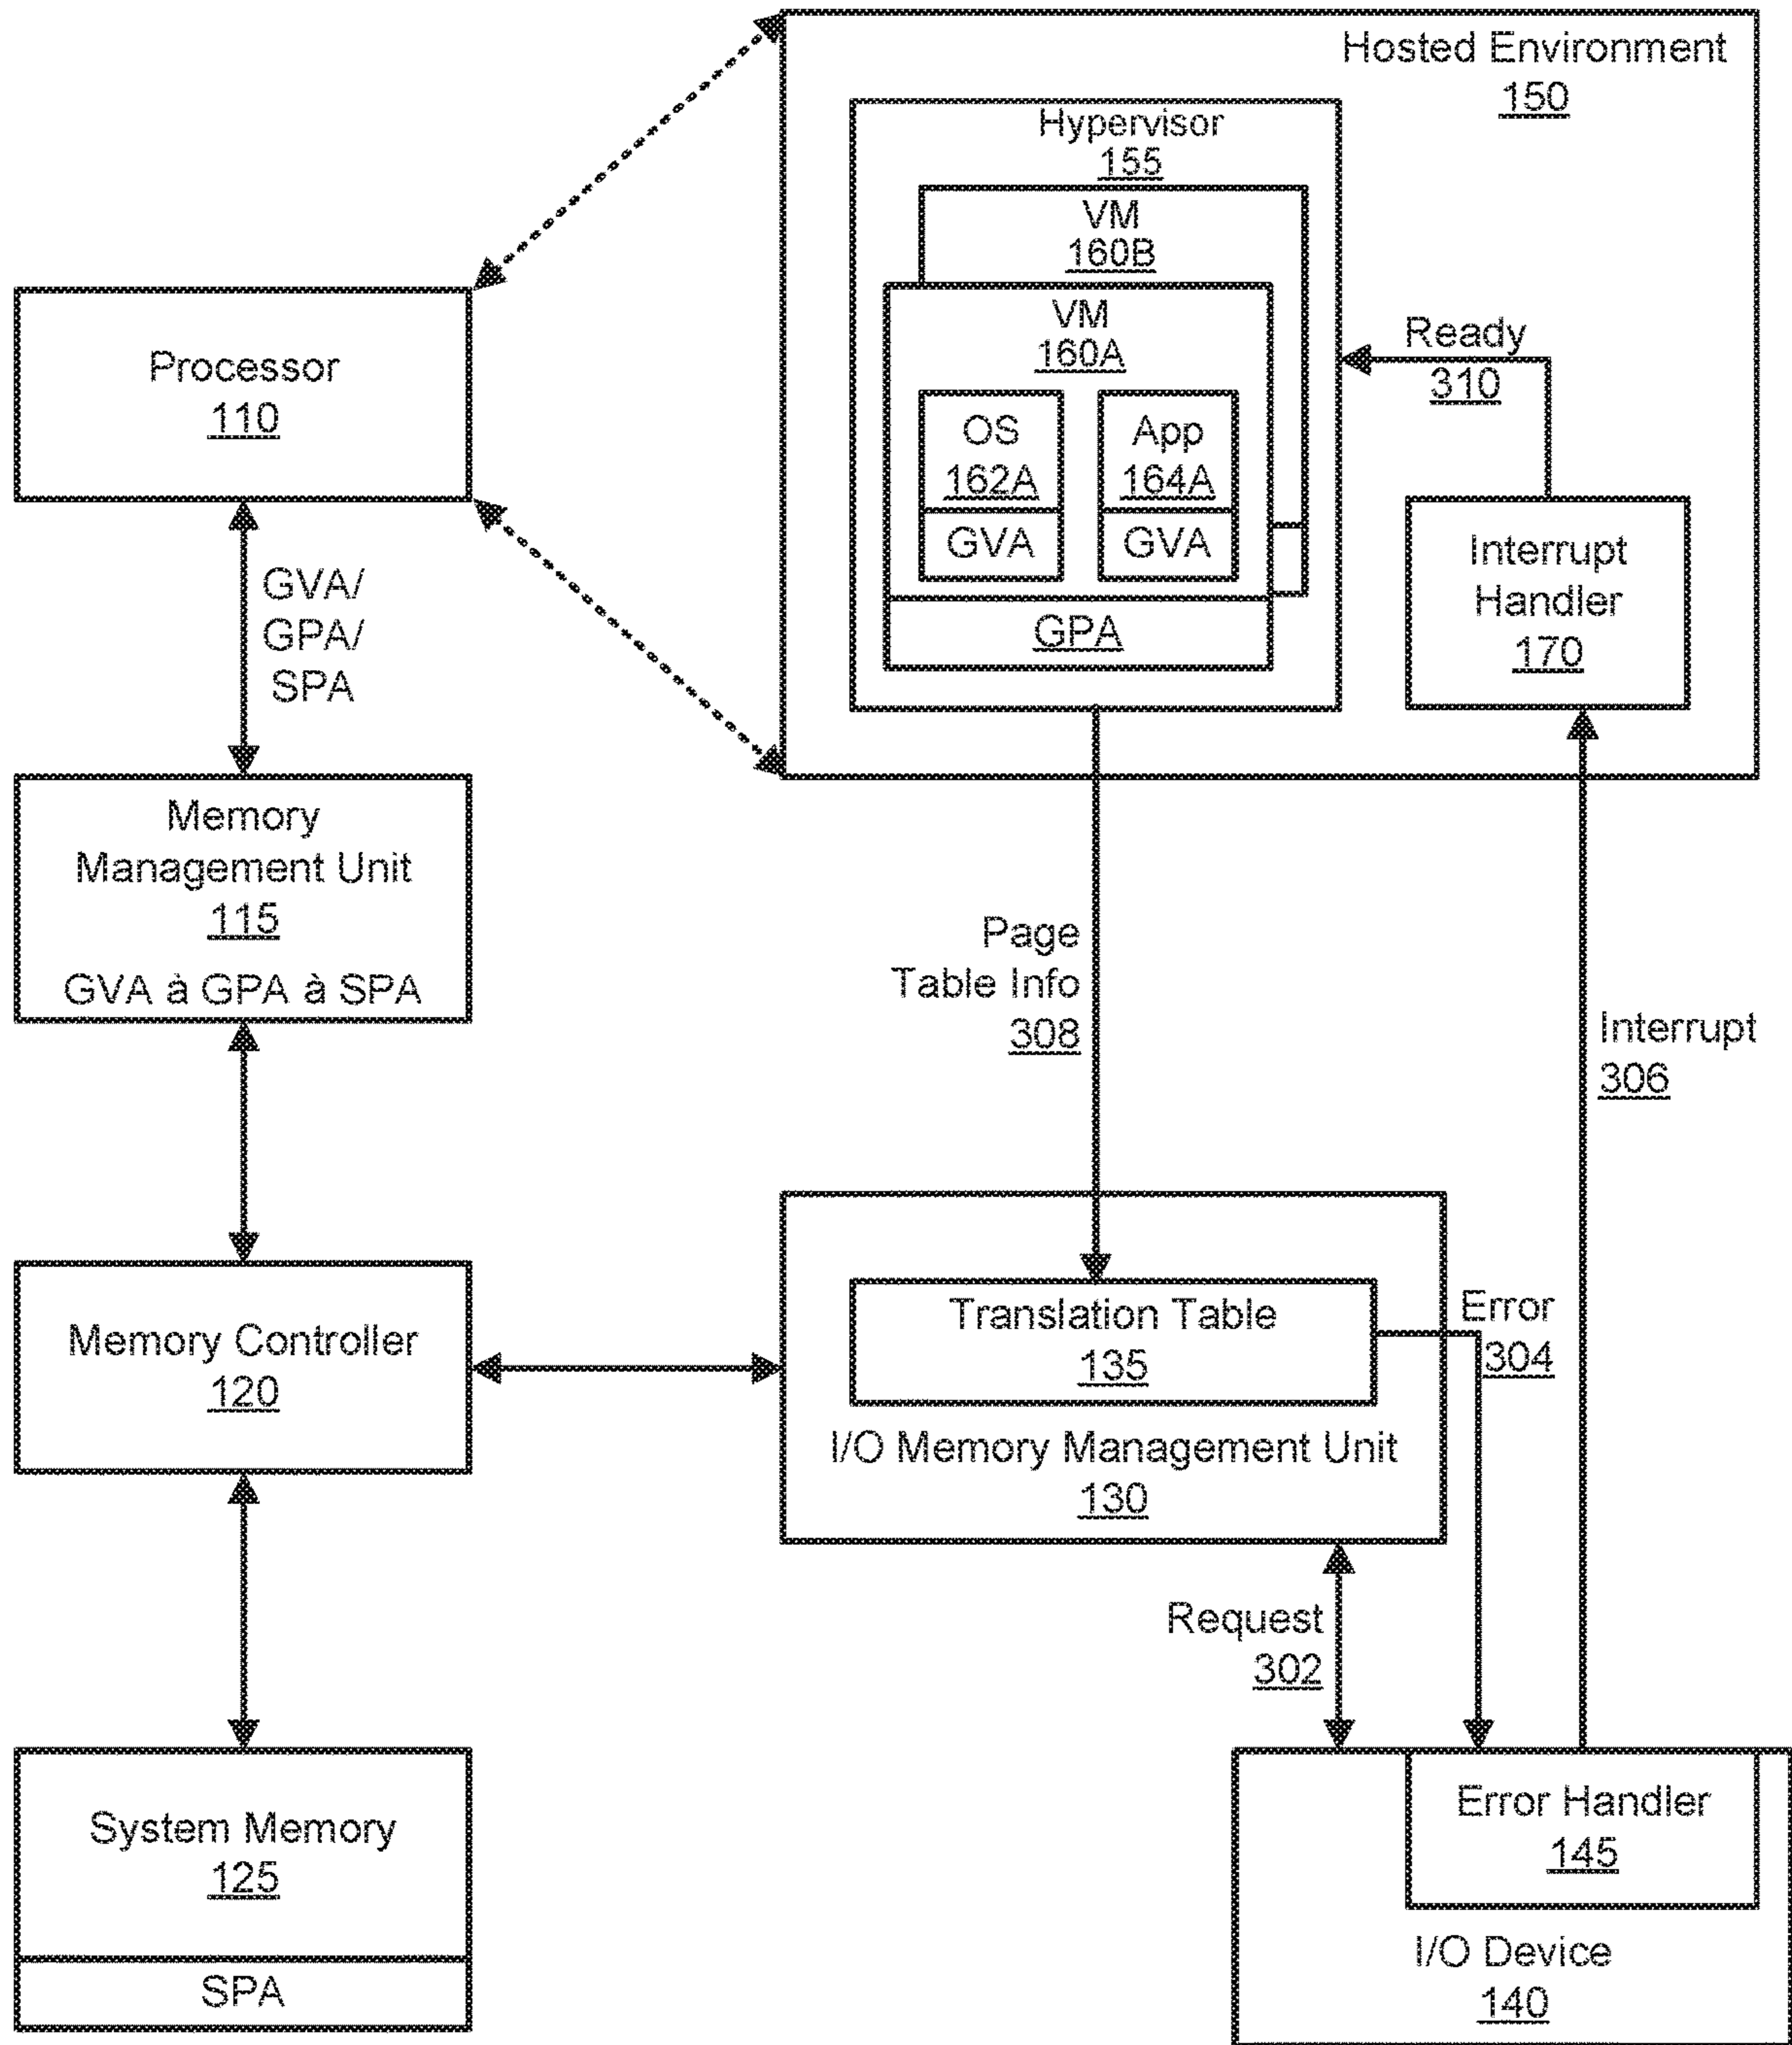 Hosted Environment
150
Hypervisor
155
VM
160B
VM
160A
OS
162A
GVA
App
164A
GVA
GPA
Ready
310
Interrupt
Handler
170
Processor
110
GVA/
GPA/
SPA
Memory
Management Unit
115
GVA à GPA à SPA
Page
Table Info
308
Interrupt
306
Memory Controller
120
Translation Table
135
I/O Memory Management Unit
130
Error
304
Request
302
System Memory
125
SPA
Error Handler
145
I/O Device
140